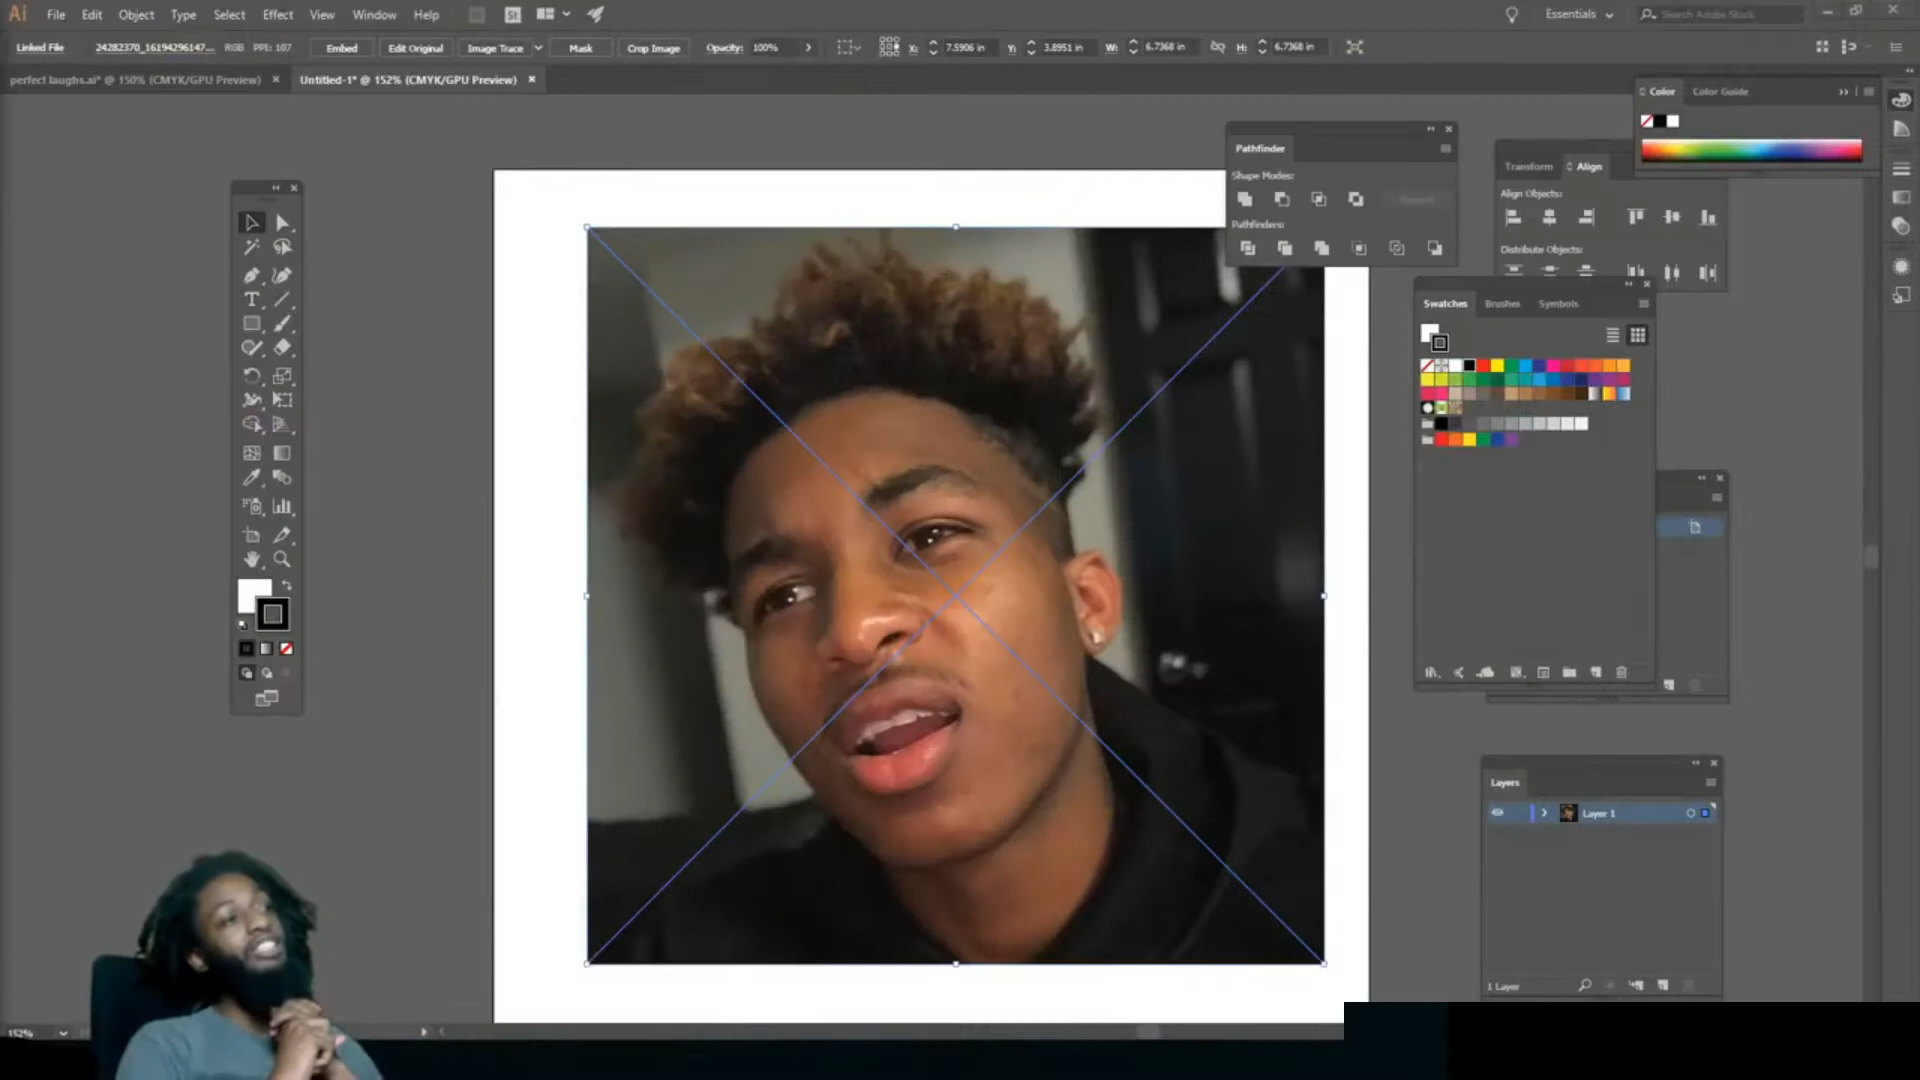 Ai File Edit Object Type Select Effect View Window Help St Essentials Search Adobe Stock
Linked File 24282370_16194296147... RGB PPI: 107 Embed Edit Original Image Trace Mask Crop Image Opacity: 100% X: 7.5906 in Y: 3.8951 in W: 6.7368 in H: 6.7368 in
perfect laughs.ai* @ 150% (CMYK/GPU Preview) Untitled-1* @ 152% (CMYK/GPU Preview)
Color Color Guide
Pathfinder
Shape Modes:
Pathfinders:
Transform Align
Align Objects:
Distribute Objects:
Swatches Brushes Symbols
Layers
Layer 1
1 Layer
152%